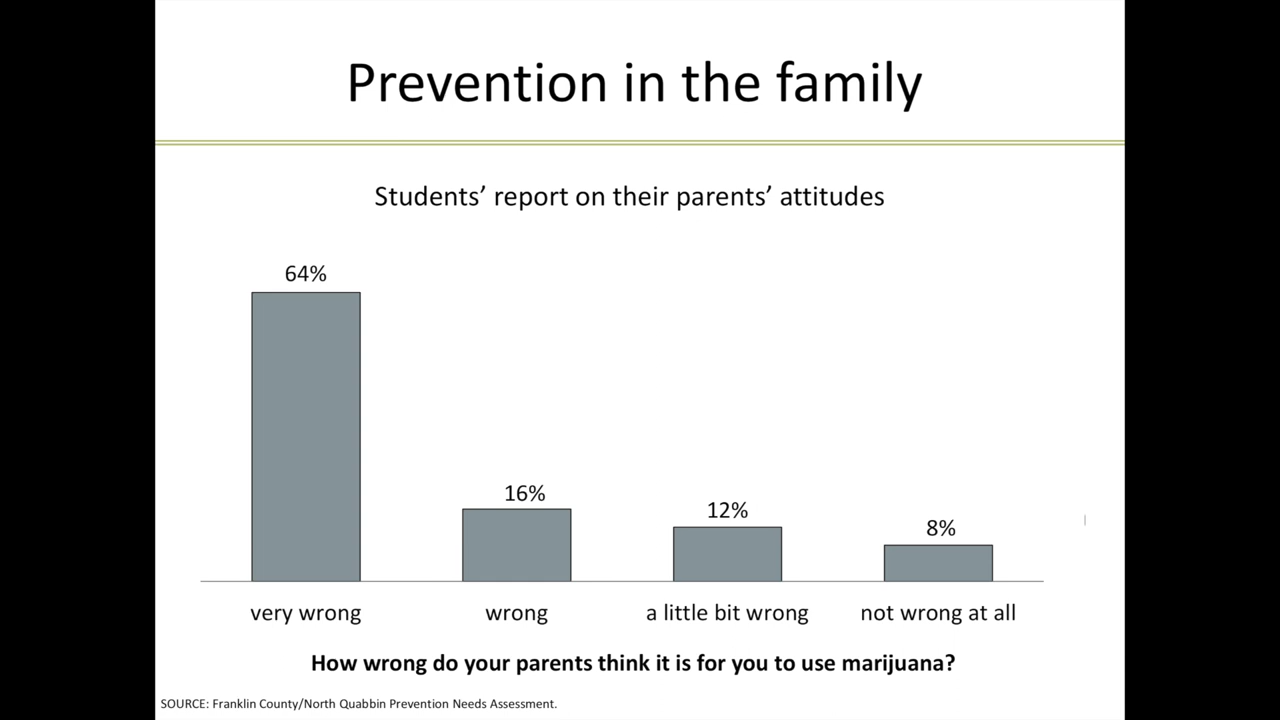 Prevention in the family
Students’ report on their parents’ attitudes
64%
16%
12%
8%
very wrong
wrong
a little bit wrong
not wrong at all
How wrong do your parents think it is for you to use marijuana?
SOURCE: Franklin County/North Quabbin Prevention Needs Assessment.